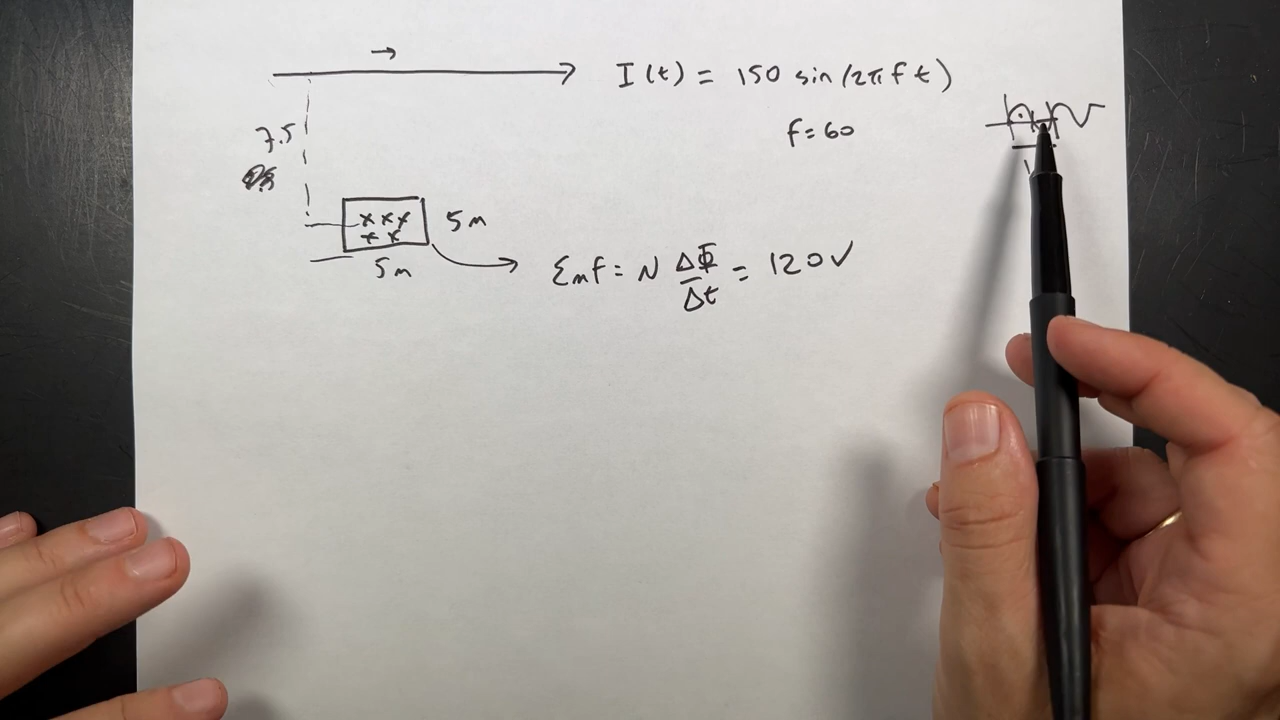 →
I(t) = 150 sin(2πft)
7.5
f=60
x x x
x x
5m
5m
Emf = N ΔΦ/Δt = 120V